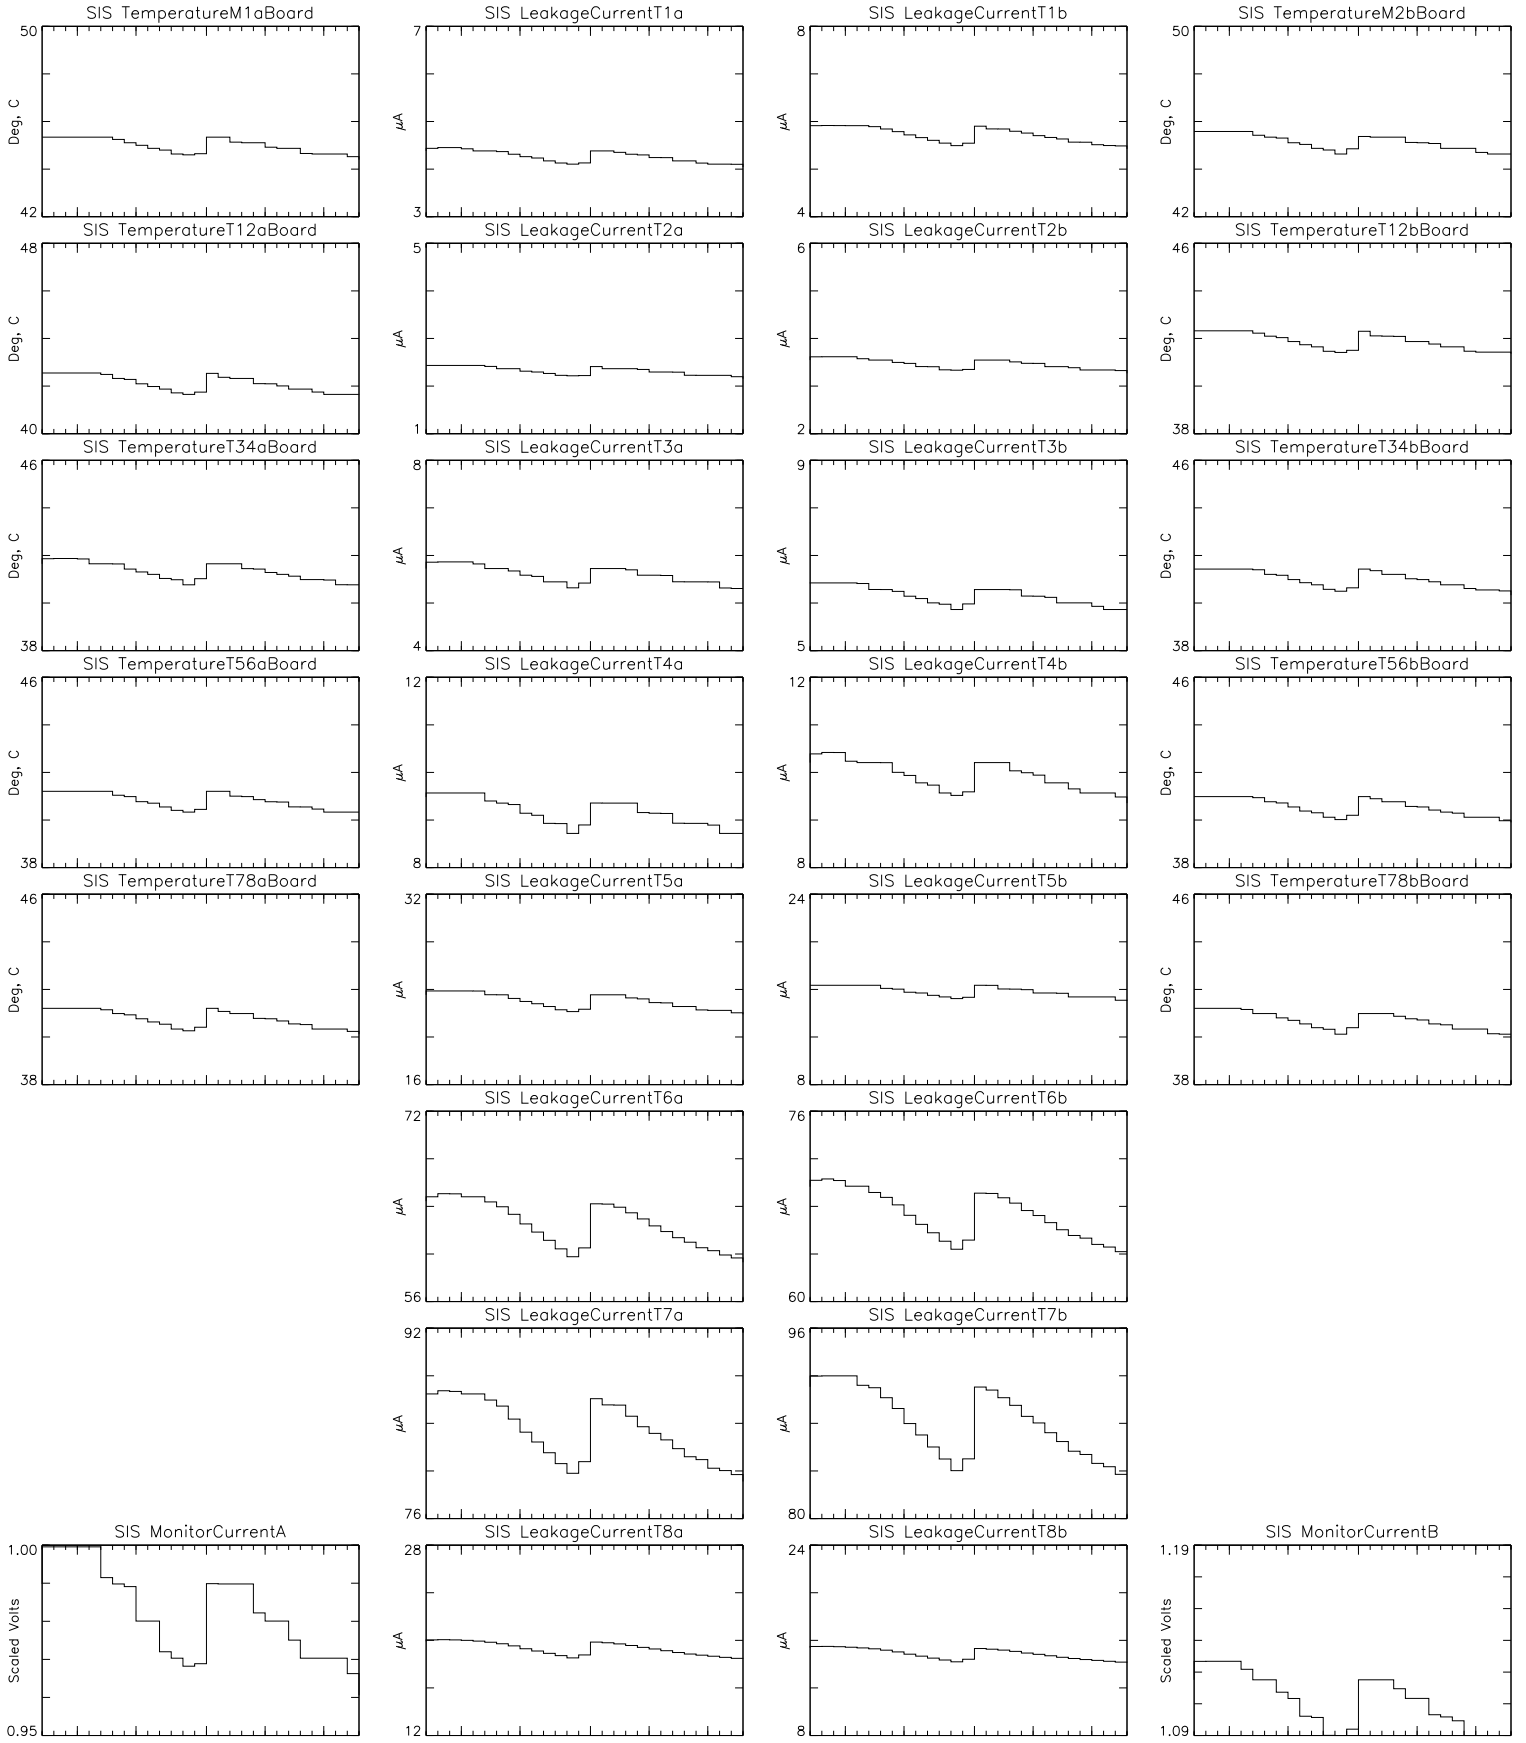 SIS TemperatureM1aBoard
50
Deg, C
42
SIS LeakageCurrentT1a
7
µA
3
SIS LeakageCurrentT1b
8
µA
4
SIS TemperatureM2bBoard
50
Deg, C
42
SIS TemperatureT12aBoard
48
Deg, C
40
SIS LeakageCurrentT2a
5
µA
1
SIS LeakageCurrentT2b
6
µA
2
SIS TemperatureT12bBoard
46
Deg, C
38
SIS TemperatureT34aBoard
46
Deg, C
38
SIS LeakageCurrentT3a
8
µA
4
SIS LeakageCurrentT3b
9
µA
5
SIS TemperatureT34bBoard
46
Deg, C
38
SIS TemperatureT56aBoard
46
Deg, C
38
SIS LeakageCurrentT4a
12
µA
8
SIS LeakageCurrentT4b
12
µA
8
SIS TemperatureT56bBoard
46
Deg, C
38
SIS TemperatureT78aBoard
46
Deg, C
38
SIS LeakageCurrentT5a
32
µA
16
SIS LeakageCurrentT5b
24
µA
8
SIS TemperatureT78bBoard
46
Deg, C
38
SIS LeakageCurrentT6a
72
µA
56
SIS LeakageCurrentT6b
76
µA
60
SIS LeakageCurrentT7a
92
µA
76
SIS LeakageCurrentT7b
96
µA
80
SIS MonitorCurrentA
1.00
Scaled Volts
0.95
SIS LeakageCurrentT8a
28
µA
12
SIS LeakageCurrentT8b
24
µA
8
SIS MonitorCurrentB
1.19
Scaled Volts
1.09